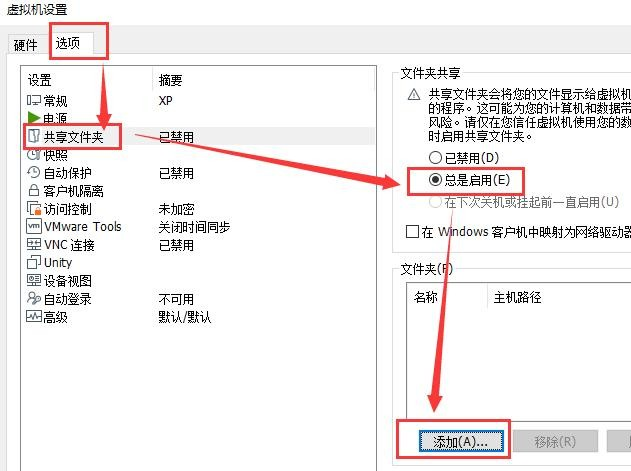 虚拟机设置
硬件 选项
设置 摘要
常规 XP
电源
共享文件夹 已禁用
快照
自动保护 已禁用
客户机隔离
访问控制 未加密
VMware Tools 关闭时间同步
VNC 连接 已禁用
Unity
设备视图
自动登录 不可用
高级 默认/默认
文件夹共享
共享文件夹会将您的文件显示给虚拟机
的程序。这可能为您的计算机和数据带
风险。请仅在您信任虚拟机使用您的数
时启用共享文件夹。
已禁用(D)
总是启用(E)
在下次关机或挂起前一直启用(U)
在 Windows 客户机中映射为网络驱动器
文件夹(F)
名称 主机路径
添加(A)... 移除(R)